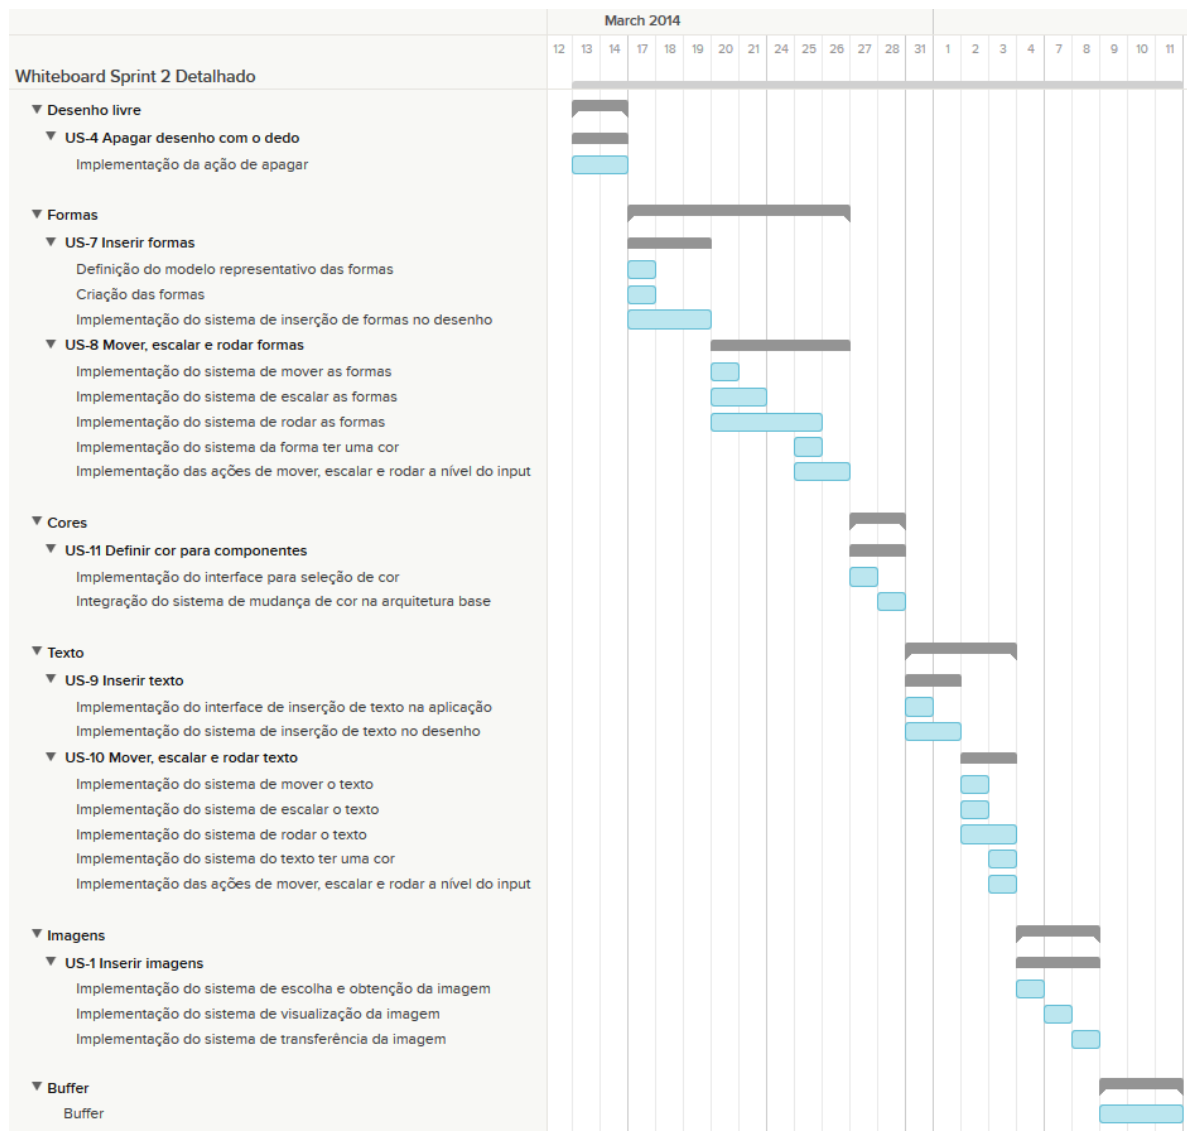 March 2014
12 13 14 17 18 19 20 21 24 25 26 27 28 31 1 2 3 4 7 8 9 10 11
Whiteboard Sprint 2 Detalhado
Desenho livre
US-4 Apagar desenho com o dedo
Implementação da ação de apagar
Formas
US-7 Inserir formas
Definição do modelo representativo das formas
Criação das formas
Implementação do sistema de inserção de formas no desenho
US-8 Mover, escalar e rodar formas
Implementação do sistema de mover as formas
Implementação do sistema de escalar as formas
Implementação do sistema de rodar as formas
Implementação do sistema da forma ter uma cor
Implementação das ações de mover, escalar e rodar a nível do input
Cores
US-11 Definir cor para componentes
Implementação do interface para seleção de cor
Integração do sistema de mudança de cor na arquitetura base
Texto
US-9 Inserir texto
Implementação do interface de inserção de texto na aplicação
Implementação do sistema de inserção de texto no desenho
US-10 Mover, escalar e rodar texto
Implementação do sistema de mover o texto
Implementação do sistema de escalar o texto
Implementação do sistema de rodar o texto
Implementação do sistema do texto ter uma cor
Implementação das ações de mover, escalar e rodar a nível do input
Imagens
US-1 Inserir imagens
Implementação do sistema de escolha e obtenção da imagem
Implementação do sistema de visualização da imagem
Implementação do sistema de transferência da imagem
Buffer
Buffer